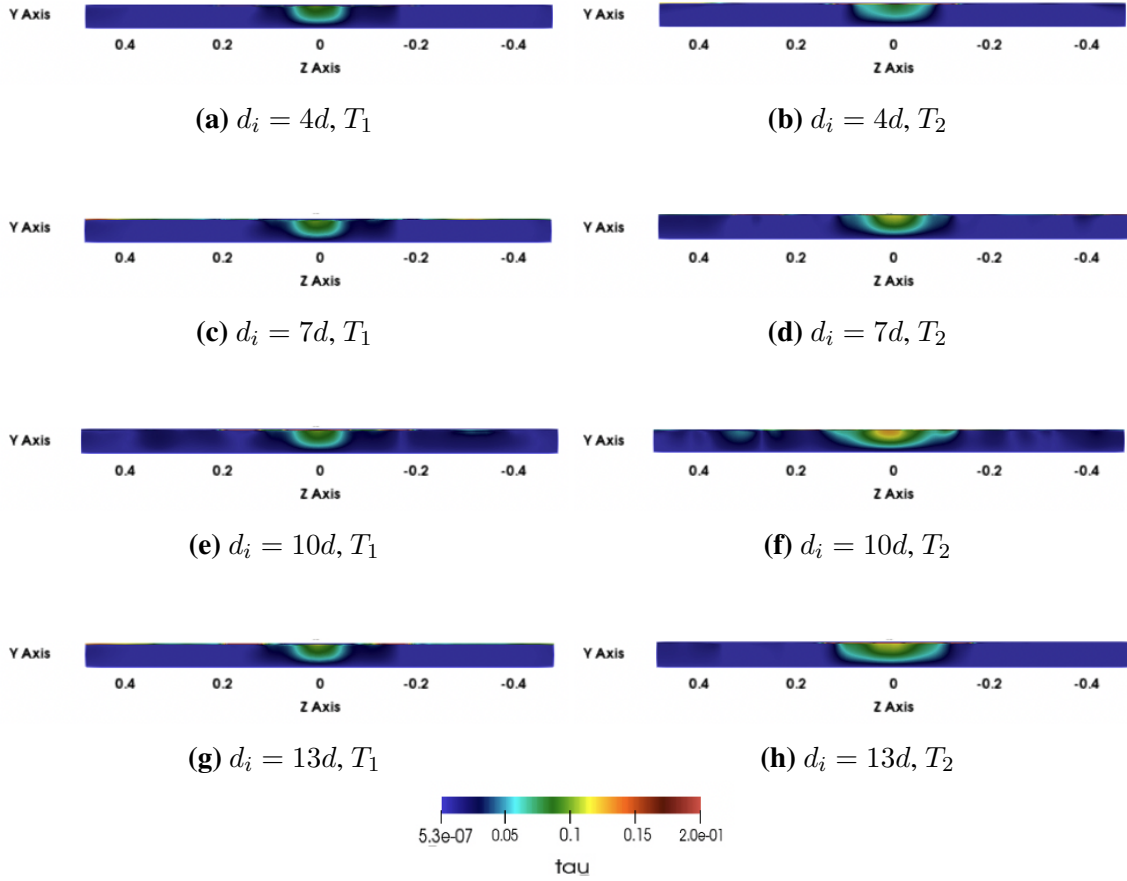 Y Axis Y Axis
0.4 0.2 0 -0.2 -0.4 0.4 0.2 0 -0.2 -0.4
Z Axis Z Axis
(a) d_i = 4d, T_1 (b) d_i = 4d, T_2
Y Axis Y Axis
0.4 0.2 0 -0.2 -0.4 0.4 0.2 0 -0.2 -0.4
Z Axis Z Axis
(c) d_i = 7d, T_1 (d) d_i = 7d, T_2
Y Axis Y Axis
0.4 0.2 0 -0.2 -0.4 0.4 0.2 0 -0.2 -0.4
Z Axis Z Axis
(e) d_i = 10d, T_1 (f) d_i = 10d, T_2
Y Axis Y Axis
0.4 0.2 0 -0.2 -0.4 0.4 0.2 0 -0.2 -0.4
Z Axis Z Axis
(g) d_i = 13d, T_1 (h) d_i = 13d, T_2
5.3e-07 0.05 0.1 0.15 2.0e-01
tau